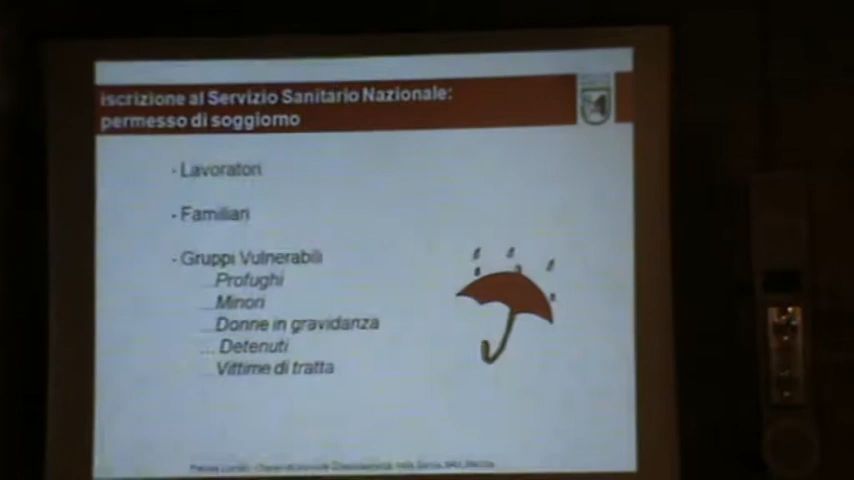 iscrizione al Servizio Sanitario Nazionale:
permesso di soggiorno
- Lavoratori
- Familiari
- Gruppi Vulnerabili
...Profughi
...Minori
...Donne in gravidanza
... Detenuti
...Vittime di tratta